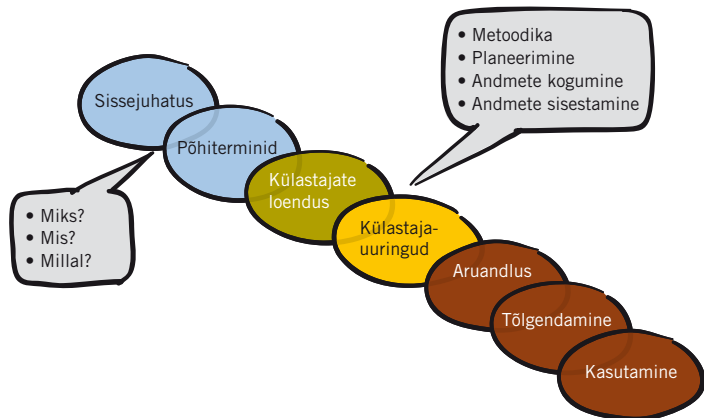 Sissejuhatus
Põhiterminid
Külastajate
loendus
Külastaja-
uuringud
Aruandlus
Tõlgendamine
Kasutamine
• Metoodika
• Planeerimine
• Andmete kogumine
• Andmete sisestamine
• Miks?
• Mis?
• Millal?